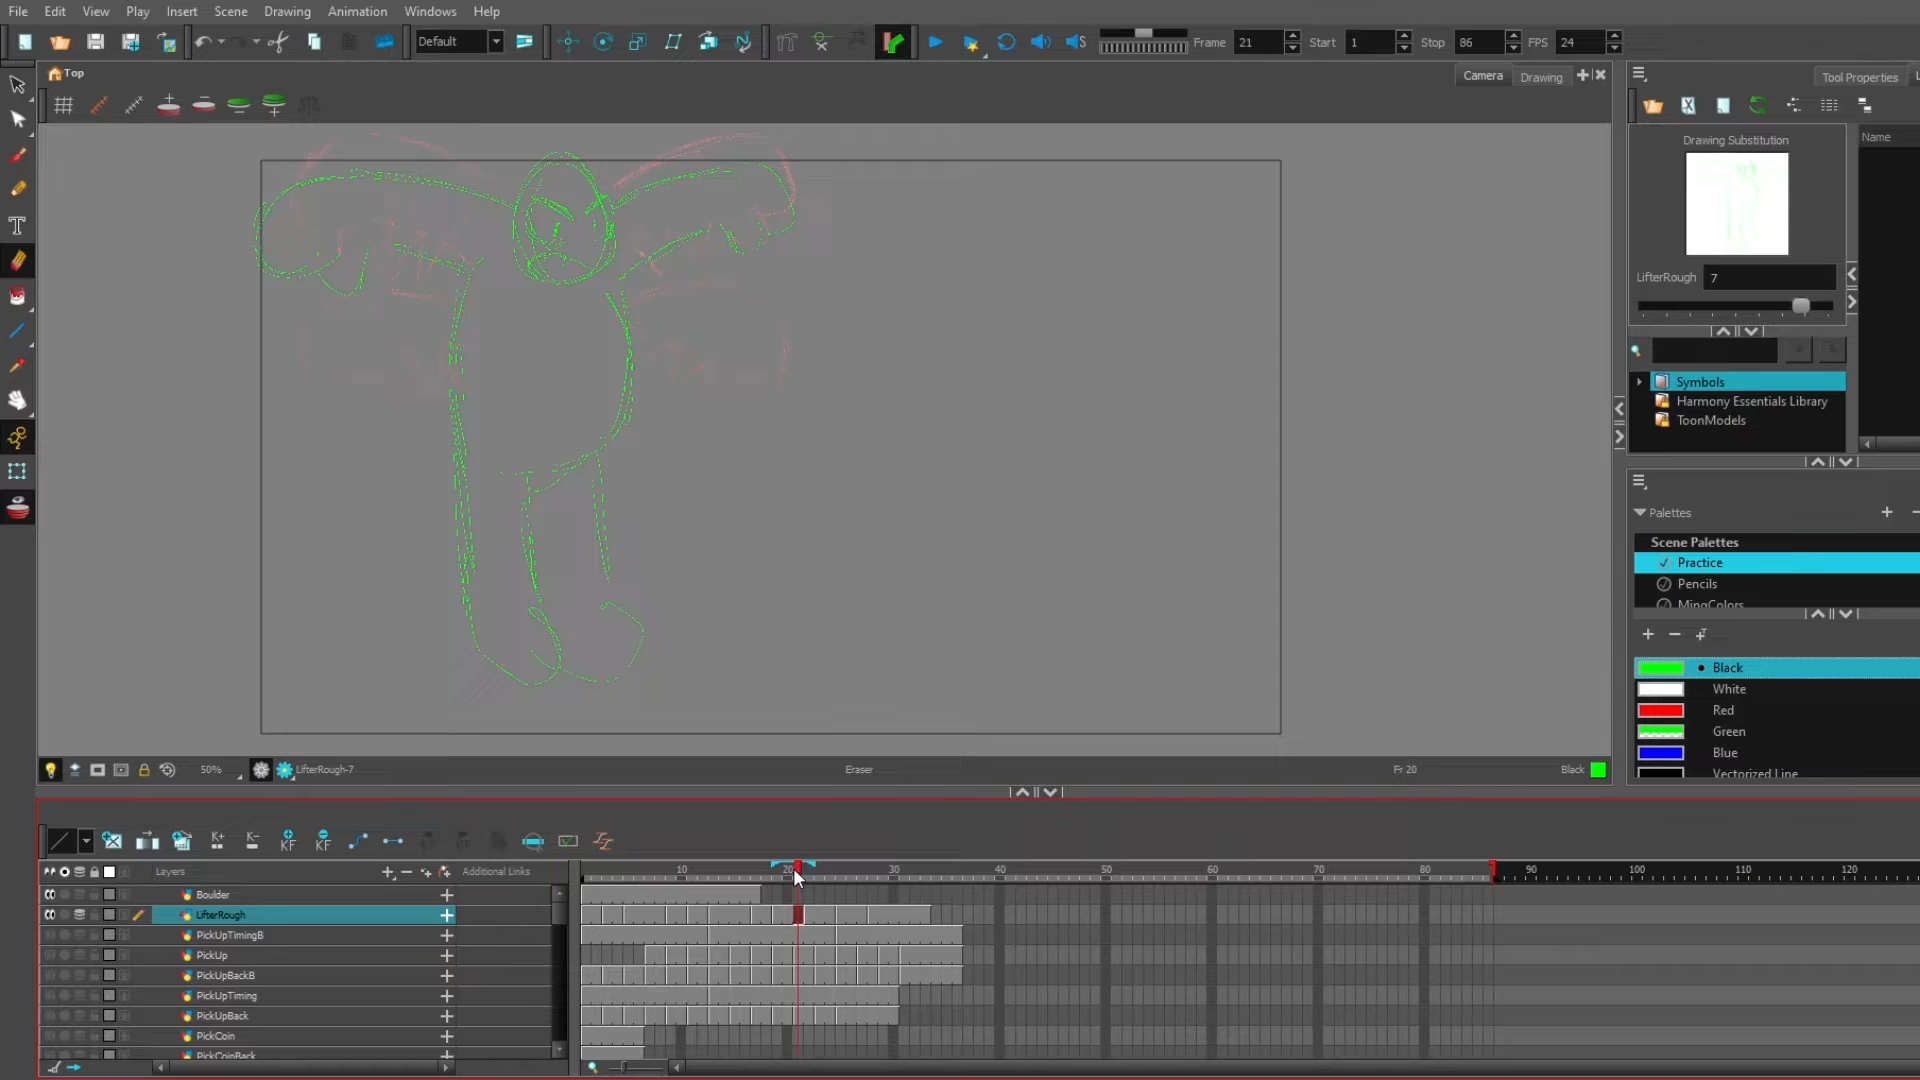 File Edit View Play Insert Scene Drawing Animation Windows Help
Default Frame 21 Start 1 Stop 86 FPS 24
Top
Camera Drawing
Tool Properties
Name
Drawing Substitution
LifterRough 7
Symbols
Harmony Essentials Library
ToonModels
Palettes
Scene Palettes
Practice
Pencils
MingColors
Black
White
Red
Green
Blue
Vectorized Line
50% LifterRough-7 Eraser Fr 20 Black
Layers Additional Links
10 20 30 40 50 60 70 80 90 100 110 120
Boulder
LifterRough
PickUpTimingB
PickUp
PickUpBackB
PickUpTiming
PickUpBack
PickCoin
PickCoinBack